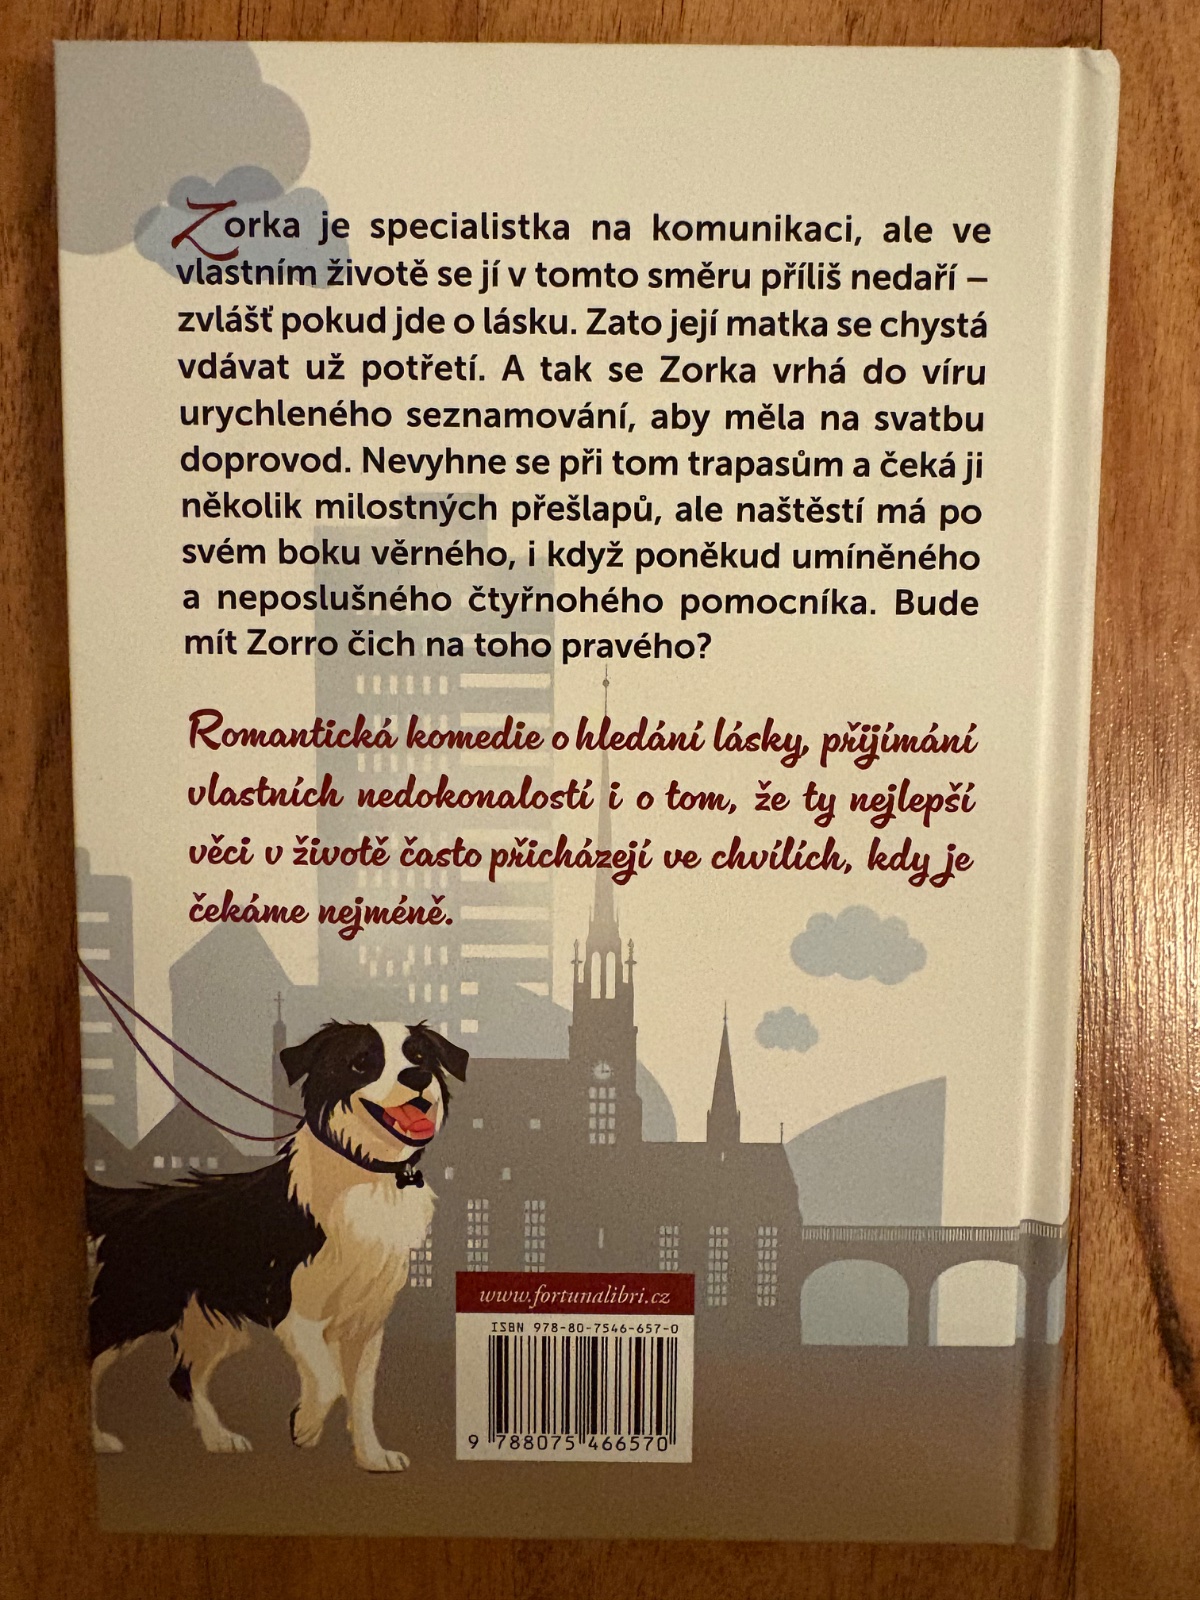 Zorka je specialistka na komunikaci, ale ve
vlastním životě se jí v tomto směru příliš nedaří –
zvlášť pokud jde o lásku. Zato její matka se chystá
vdávat už potřetí. A tak se Zorka vrhá do víru
urychleného seznamování, aby měla na svatbu
doprovod. Nevyhne se při tom trapasům a čeká ji
několik milostných přešlapů, ale naštěstí má po
svém boku věrného, i když poněkud umíněného
a neposlušného čtyřnohého pomocníka. Bude
mít Zorro čich na toho pravého?
Romantická komedie o hledání lásky, přijímání
vlastních nedokonalostí i o tom, že ty nejlepší
věci v životě často přicházejí ve chvílích, kdy je
čekáme nejméně.
www.fortunalibri.cz
ISBN 978-80-7546-657-0
9 788075 466570